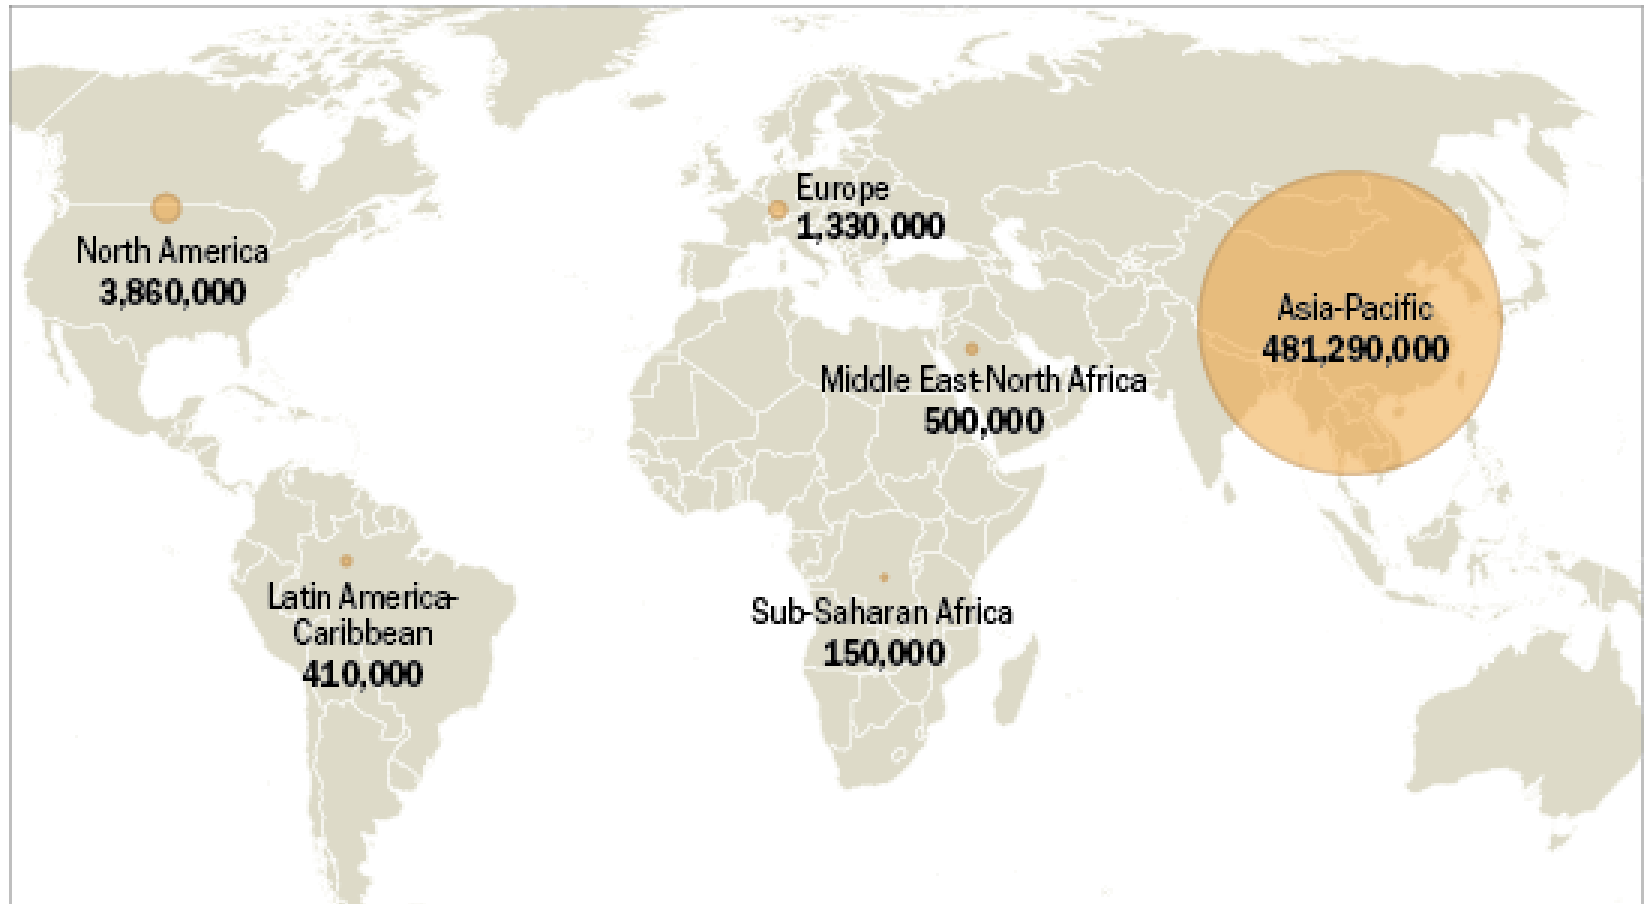 Europe
1,330,000
North America
3,860,000
Asia-Pacific
481,290,000
Middle East-North Africa
500,000
Latin America-
Caribbean
410,000
Sub-Saharan Africa
150,000